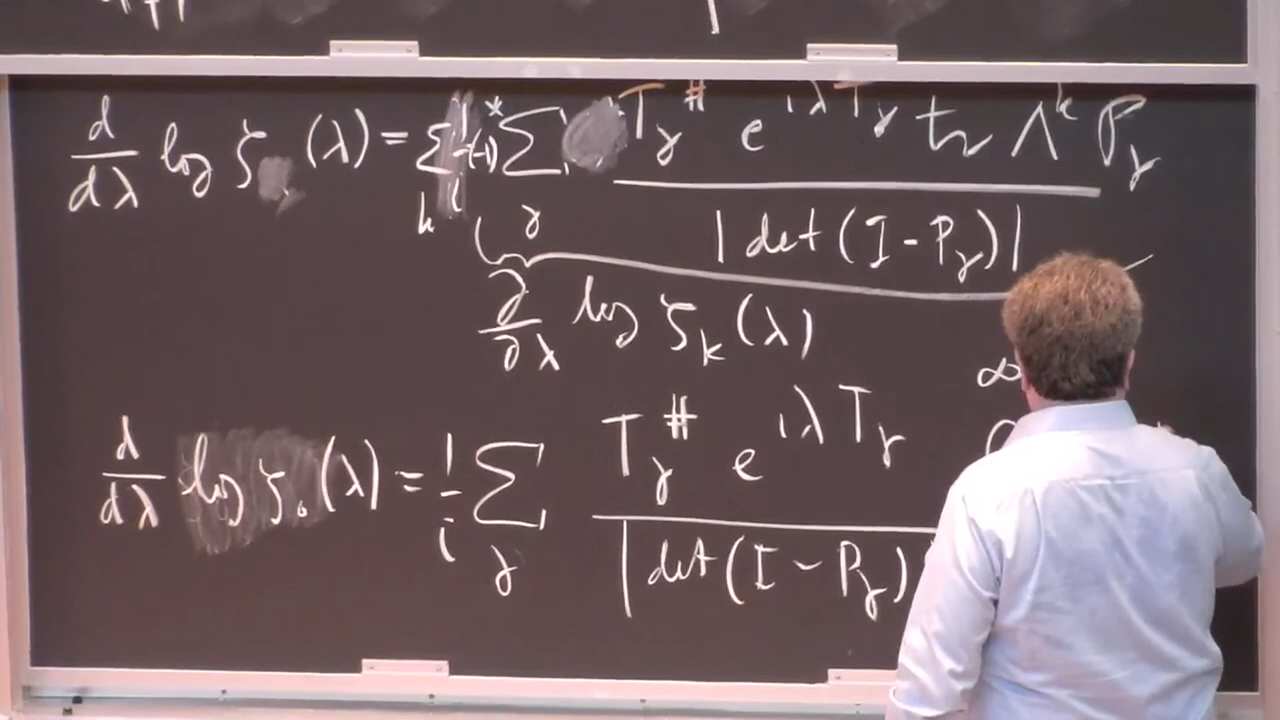 d/dλ log ζ (λ) = Σ_k (-1)^* Σ_γ T_γ^# e^{iλT_γ} tr Λ^k P_γ / |det(I-P_γ)|
∂/∂λ log ζ_k(λ)
∞
d/dλ log ζ_0 (λ) = 1/i Σ_γ T_γ^# e^{iλT_γ} / |det(I-P_γ)